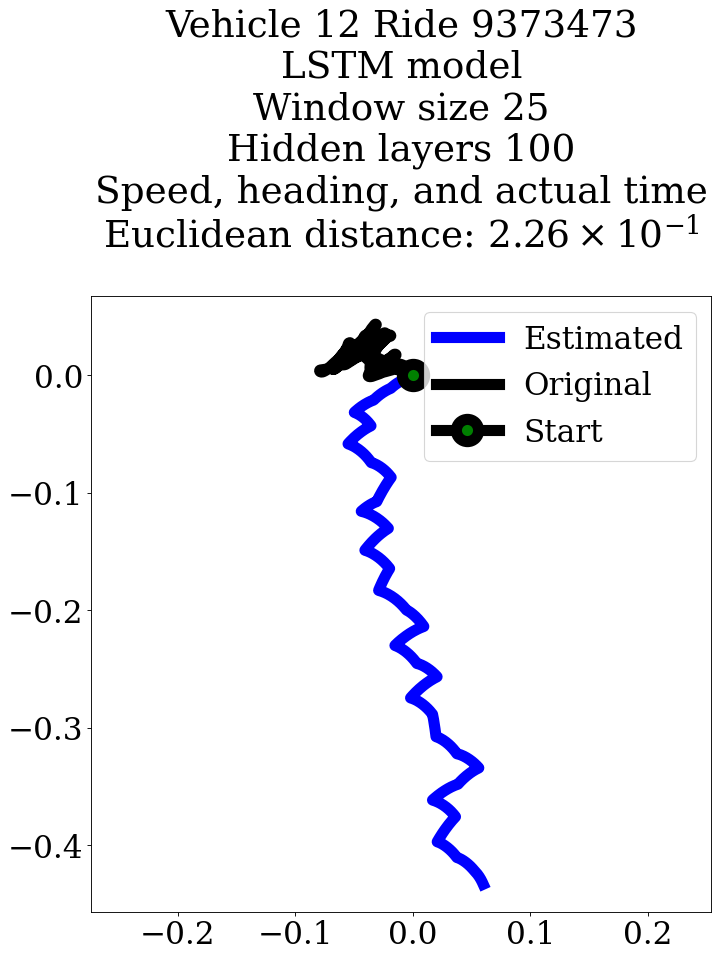 Vehicle 12 Ride 9373473
LSTM model
Window size 25
Hidden layers 100
Speed, heading, and actual time
Euclidean distance: 2.26 × 10⁻¹
Estimated
Original
Start
0.0
−0.1
−0.2
−0.3
−0.4
−0.2 −0.1 0.0 0.1 0.2